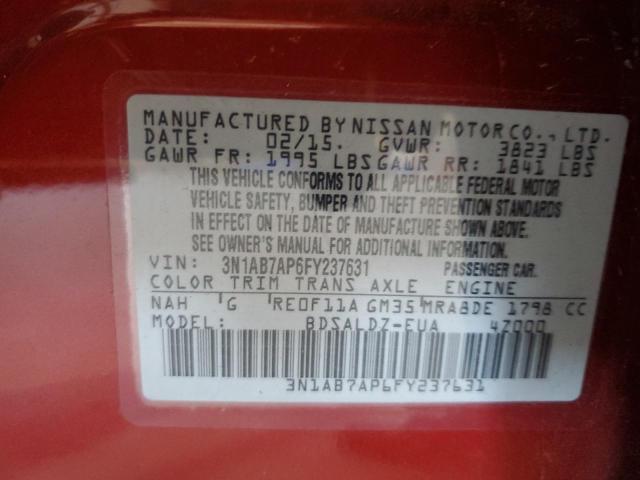 MANUFACTURED BY NISSAN MOTOR CO., LTD.
DATE: 02/15. GVWR: 3823 LBS
GAWR FR: 1995 LBS GAWR RR: 1841 LBS
THIS VEHICLE CONFORMS TO ALL APPLICABLE FEDERAL MOTOR
VEHICLE SAFETY, BUMPER AND THEFT PREVENTION STANDARDS
IN EFFECT ON THE DATE OF MANUFACTURE SHOWN ABOVE.
SEE OWNER'S MANUAL FOR ADDITIONAL INFORMATION.
VIN: 3N1AB7AP6FY237631 PASSENGER CAR.
COLOR TRIM TRANS AXLE ENGINE
NAH G RE0F11A GM35 MRA8DE 1798 CC
MODEL: BDSALDZ-EUA 4Z000
3N1AB7AP6FY237631